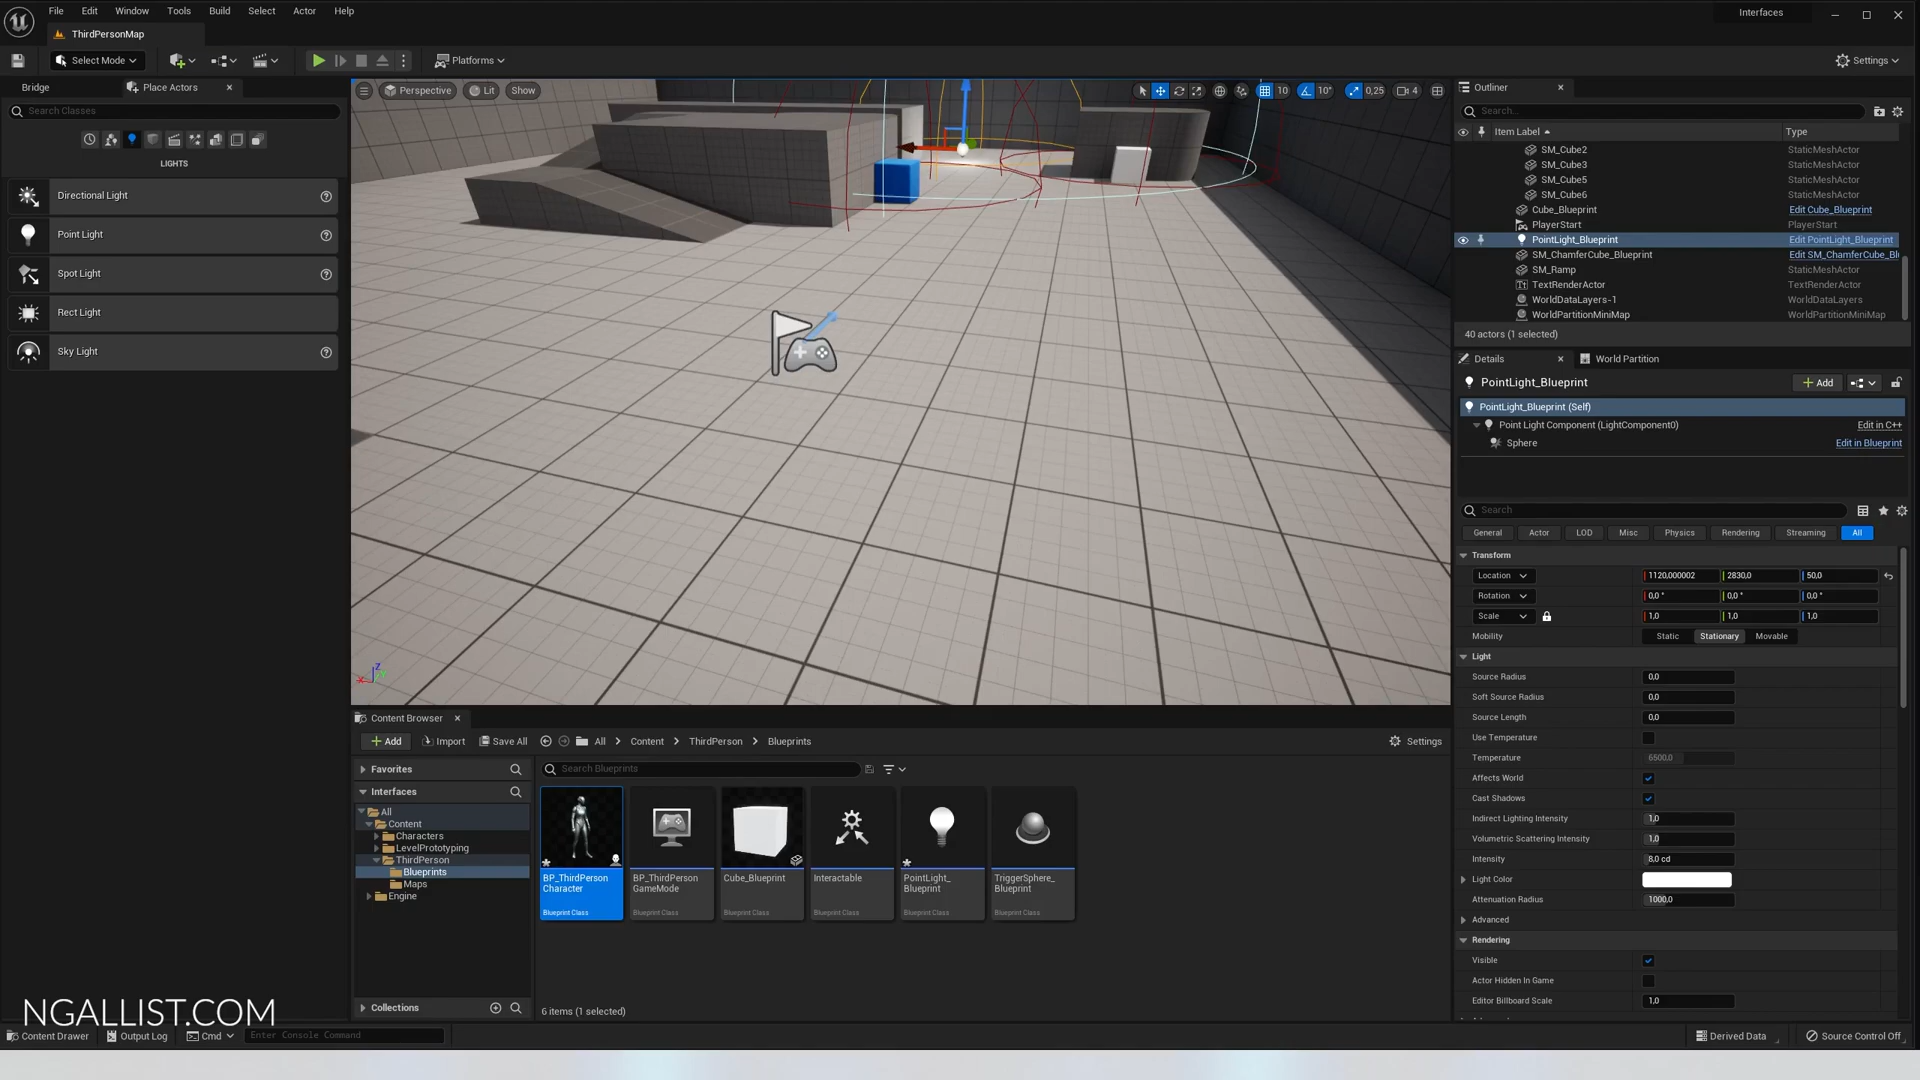 File Edit Window Tools Build Select Actor Help
Interfaces
ThirdPersonMap
Select Mode
Platforms
Settings
Bridge
Place Actors
Search Classes
LIGHTS
Directional Light
Point Light
Spot Light
Rect Light
Sky Light
Perspective
Lit
Show
10
10°
0,25
4
Z
X
Outliner
Search...
Item Label
Type
SM_Cube2 StaticMeshActor
SM_Cube3 StaticMeshActor
SM_Cube5 StaticMeshActor
SM_Cube6 StaticMeshActor
Cube_Blueprint Edit Cube_Blueprint
PlayerStart PlayerStart
PointLight_Blueprint Edit PointLight_Blueprint
SM_ChamferCube_Blueprint Edit SM_ChamferCube_Bl
SM_Ramp StaticMeshActor
TextRenderActor TextRenderActor
WorldDataLayers-1 WorldDataLayers
WorldPartitionMiniMap WorldPartitionMiniMap
40 actors (1 selected)
Details
World Partition
PointLight_Blueprint
Add
PointLight_Blueprint (Self)
Point Light Component (LightComponent0) Edit in C++
Sphere Edit in Blueprint
Search
General Actor LOD Misc Physics Rendering Streaming All
Transform
Location 1120,000002 2830,0 50,0
Rotation 0,0 ° 0,0 ° 0,0 °
Scale 1,0 1,0 1,0
Mobility Static Stationary Movable
Light
Source Radius 0,0
Soft Source Radius 0,0
Source Length 0,0
Use Temperature
Temperature 6500,0
Affects World
Cast Shadows
Indirect Lighting Intensity 1,0
Volumetric Scattering Intensity 1,0
Intensity 8,0 cd
Light Color
Attenuation Radius 1000,0
Advanced
Rendering
Visible
Actor Hidden In Game
Editor Billboard Scale 1,0
Content Browser
Add
Import
Save All
All
Content
ThirdPerson
Blueprints
Settings
Favorites
Interfaces
All
Content
Characters
LevelPrototyping
ThirdPerson
Blueprints
Maps
Engine
Collections
Search Blueprints
BP_ThirdPerson
Character
Blueprint Class
BP_ThirdPerson
GameMode
Blueprint Class
Cube_Blueprint
Blueprint Class
Interactable
Blueprint Class
PointLight_
Blueprint
Blueprint Class
TriggerSphere_
Blueprint
Blueprint Class
6 items (1 selected)
NGALLIST.COM
Content Drawer
Output Log
Cmd
Enter Console Command
Derived Data
Source Control Off